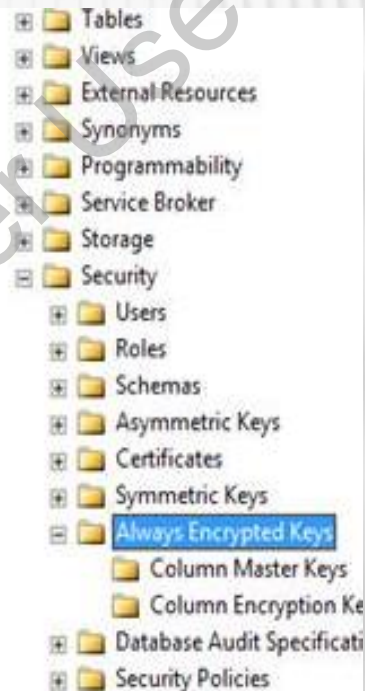 Tables
Views
External Resources
Synonyms
Programmability
Service Broker
Storage
Security
Users
Roles
Schemas
Asymmetric Keys
Certificates
Symmetric Keys
Always Encrypted Keys
Column Master Keys
Column Encryption Ke
Database Audit Specificati
Security Policies